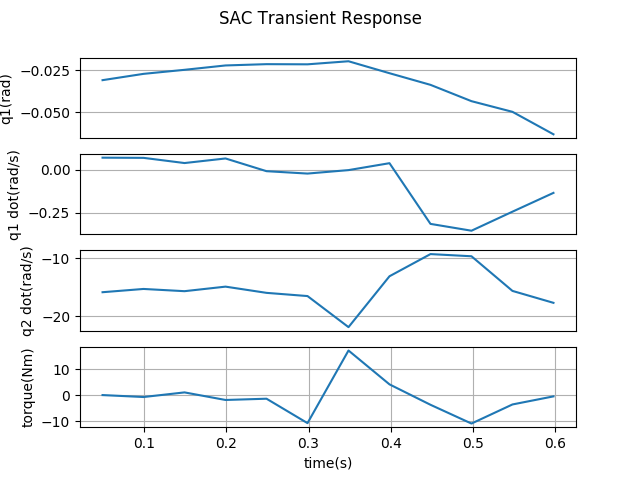 SAC Transient Response
q1(rad)
−0.025
−0.050
q1 dot(rad/s)
0.00
−0.25
q2 dot(rad/s)
−10
−20
torque(Nm)
10
0
−10
0.1 0.2 0.3 0.4 0.5 0.6
time(s)